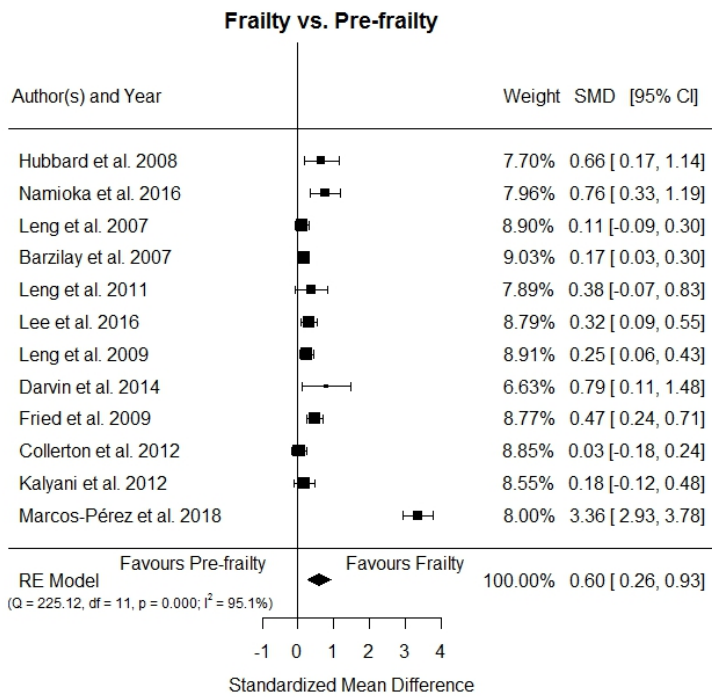 Frailty vs. Pre-frailty
Author(s) and Year Weight SMD [95% CI]
Hubbard et al. 2008 7.70% 0.66 [ 0.17, 1.14]
Namioka et al. 2016 7.96% 0.76 [ 0.33, 1.19]
Leng et al. 2007 8.90% 0.11 [-0.09, 0.30]
Barzilay et al. 2007 9.03% 0.17 [ 0.03, 0.30]
Leng et al. 2011 7.89% 0.38 [-0.07, 0.83]
Lee et al. 2016 8.79% 0.32 [ 0.09, 0.55]
Leng et al. 2009 8.91% 0.25 [ 0.06, 0.43]
Darvin et al. 2014 6.63% 0.79 [ 0.11, 1.48]
Fried et al. 2009 8.77% 0.47 [ 0.24, 0.71]
Collerton et al. 2012 8.85% 0.03 [-0.18, 0.24]
Kalyani et al. 2012 8.55% 0.18 [-0.12, 0.48]
Marcos-Pérez et al. 2018 8.00% 3.36 [ 2.93, 3.78]
Favours Pre-frailty Favours Frailty
RE Model 100.00% 0.60 [ 0.26, 0.93]
(Q = 225.12, df = 11, p = 0.000; I² = 95.1%)
-1 0 1 2 3 4
Standardized Mean Difference